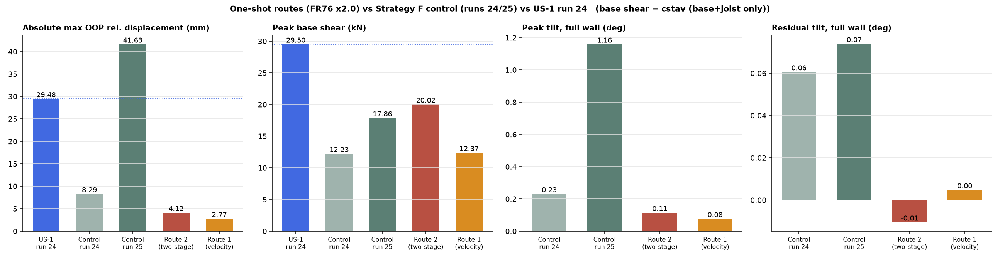 One-shot routes (FR76 x2.0) vs Strategy F control (runs 24/25) vs US-1 run 24   (base shear = cstav (base+joist only))
Absolute max OOP rel. displacement (mm)
40
35
30
25
20
15
10
5
0
29.48
8.29
41.63
4.12
2.77
US-1
run 24
Control
run 24
Control
run 25
Route 2
(two-stage)
Route 1
(velocity)
Peak base shear (kN)
30
25
20
15
10
5
0
29.50
12.23
17.86
20.02
12.37
US-1
run 24
Control
run 24
Control
run 25
Route 2
(two-stage)
Route 1
(velocity)
Peak tilt, full wall (deg)
1.2
1.0
0.8
0.6
0.4
0.2
0.0
0.23
1.16
0.11
0.08
Control
run 24
Control
run 25
Route 2
(two-stage)
Route 1
(velocity)
Residual tilt, full wall (deg)
0.06
0.04
0.02
0.00
0.06
0.07
-0.01
0.00
Control
run 24
Control
run 25
Route 2
(two-stage)
Route 1
(velocity)